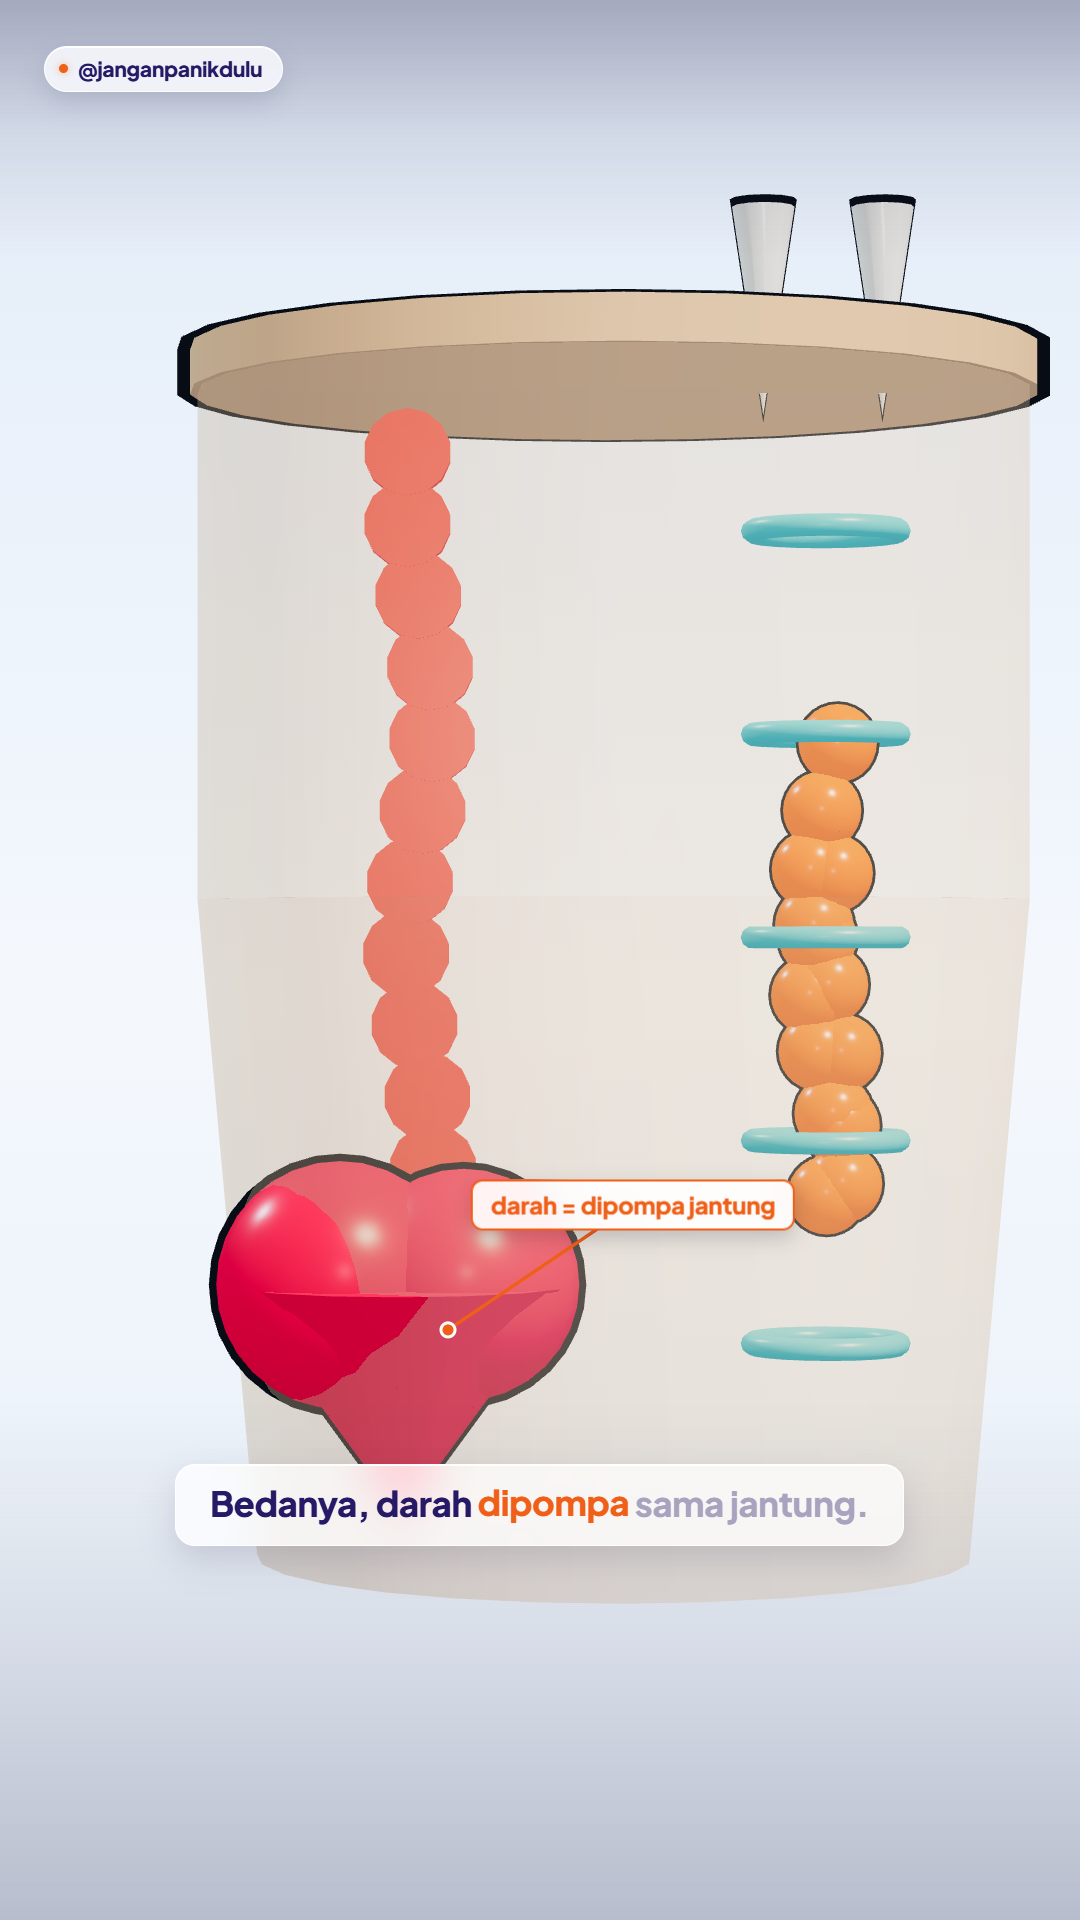 @janganpanikdulu
darah = dipompa jantung
Bedanya, darah dipompa sama jantung.